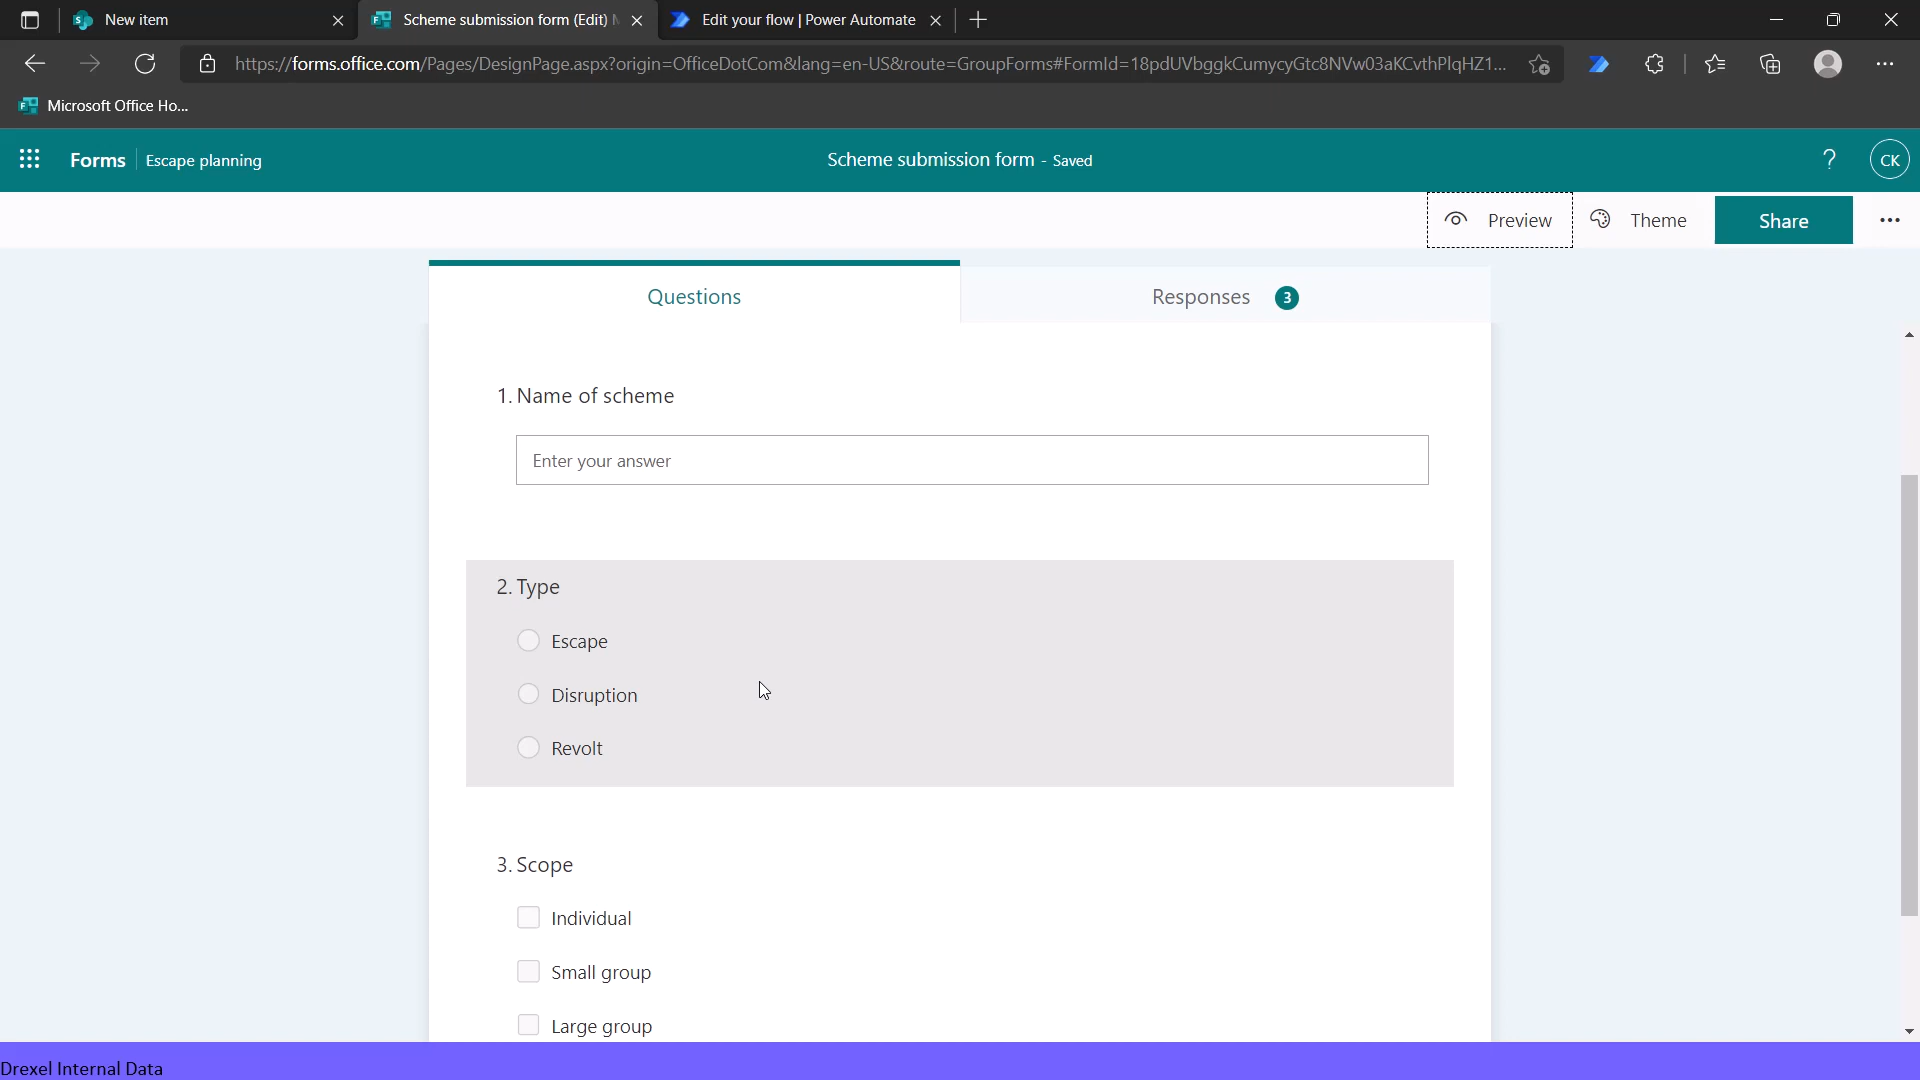 New item
Scheme submission form (Edit)
Edit your flow | Power Automate
https://forms.office.com/Pages/DesignPage.aspx?origin=OfficeDotCom&lang=en-US&route=GroupForms#FormId=18pdUVbggkCumycyGtc8NVw03aKCvthPlqHZ1...
Microsoft Office Ho...
Forms Escape planning
Scheme submission form - Saved
? CK
Preview Theme Share
Questions
Responses 3
1. Name of scheme
Enter your answer
2. Type
Escape
Disruption
Revolt
3. Scope
Individual
Small group
Large group
Drexel Internal Data